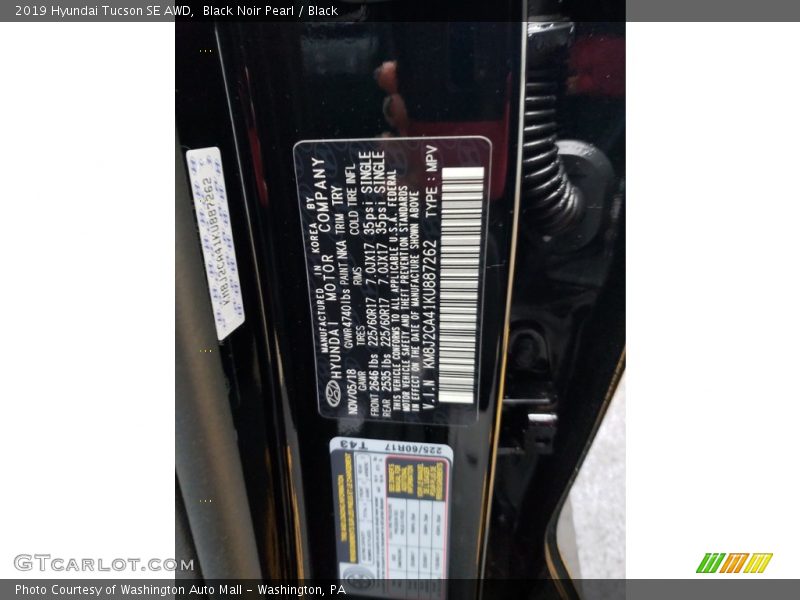 2019 Hyundai Tucson SE AWD,  Black Noir Pearl / Black
KM8J2CA41KU887262
MANUFACTURED IN KOREA BY
HYUNDAI MOTOR COMPANY
NOV/05/18 GVWR4740lbs PAINT NKA TRIM TRY
GAWR TIRES RIMS COLD TIRE INFL
FRONT 2646 lbs 225/60R17 7.0JX17 35psi SINGLE
REAR 2535 lbs 225/60R17 7.0JX17 35psi SINGLE
THIS VEHICLE CONFORMS TO ALL APPLICABLE U.S.A. FEDERAL
MOTOR VEHICLE SAFETY AND THEFT PREVENTION STANDARDS
IN EFFECT ON THE DATE OF MANUFACTURE SHOWN ABOVE
V.I.N KM8J2CA41KU887262 TYPE : MPV
T43
225/60R17
GTcarlot.com
Photo Courtesy of Washington Auto Mall - Washington, PA